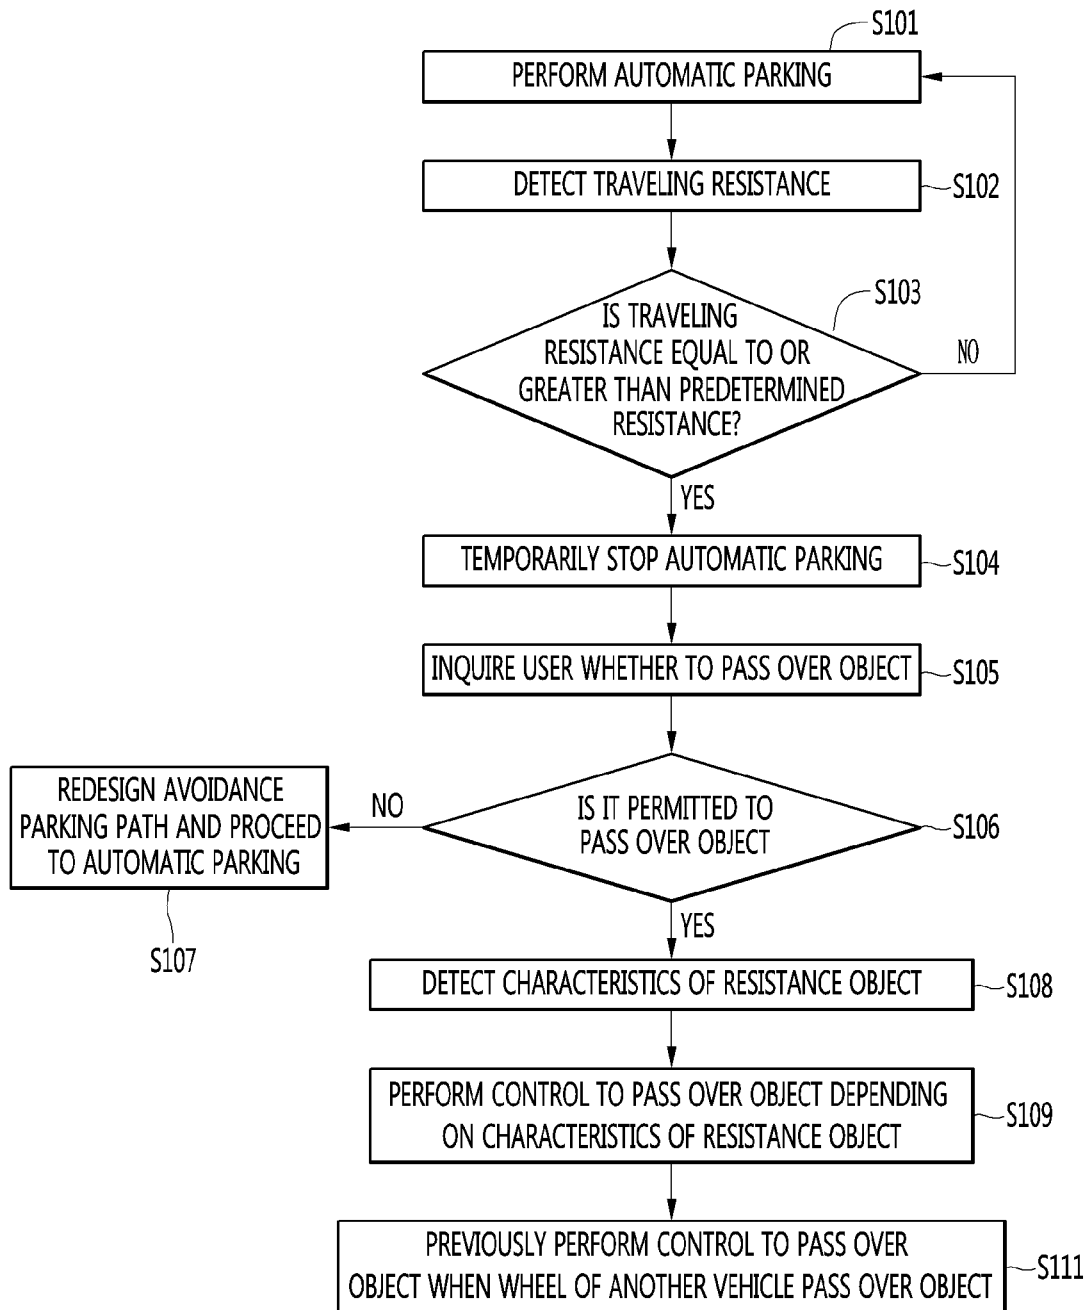 S101
PERFORM AUTOMATIC PARKING
DETECT TRAVELING RESISTANCE
S102
S103
IS TRAVELING
RESISTANCE EQUAL TO OR
GREATER THAN PREDETERMINED
RESISTANCE?
NO
YES
TEMPORARILY STOP AUTOMATIC PARKING
S104
INQUIRE USER WHETHER TO PASS OVER OBJECT
S105
IS IT PERMITTED TO
PASS OVER OBJECT
S106
NO
REDESIGN AVOIDANCE
PARKING PATH AND PROCEED
TO AUTOMATIC PARKING
S107
YES
DETECT CHARACTERISTICS OF RESISTANCE OBJECT
S108
PERFORM CONTROL TO PASS OVER OBJECT DEPENDING
ON CHARACTERISTICS OF RESISTANCE OBJECT
S109
PREVIOUSLY PERFORM CONTROL TO PASS OVER
OBJECT WHEN WHEEL OF ANOTHER VEHICLE PASS OVER OBJECT
S111